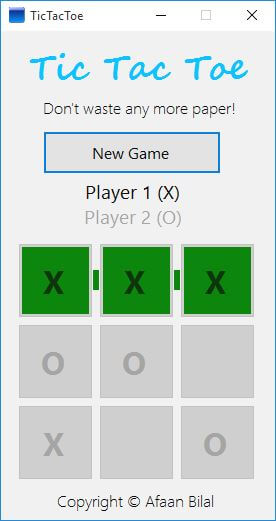 TicTacToe
Tic Tac Toe
Don't waste any more paper!
New Game
Player 1 (X)
Player 2 (O)
X X X
O O
X O
Copyright © Afaan Bilal